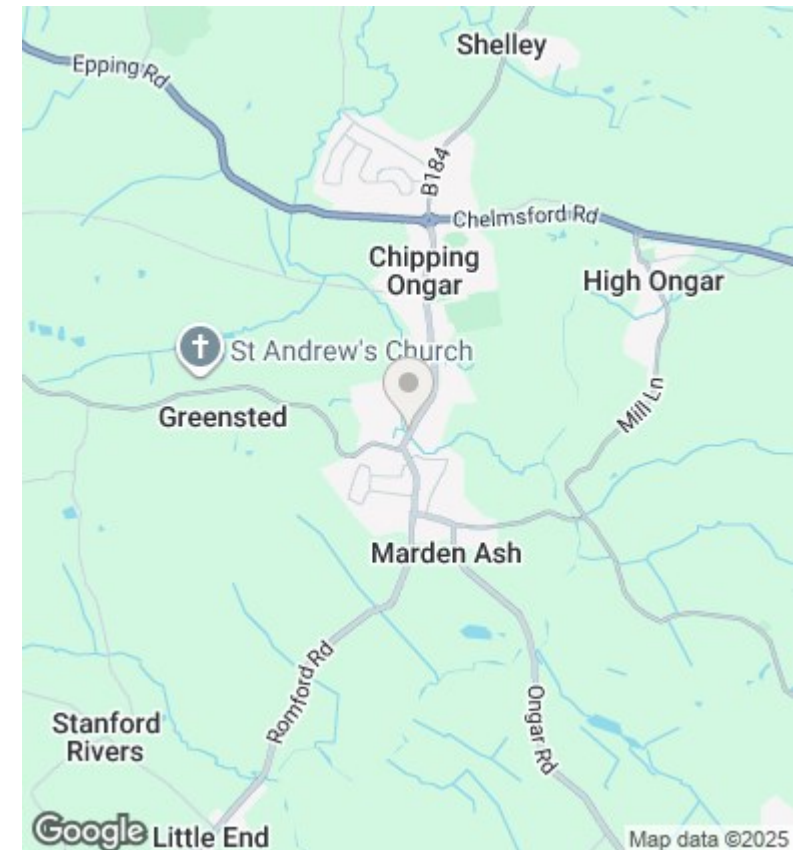 Shelley
Epping Rd
B184
Chelmsford Rd
Chipping
Ongar
High Ongar
St Andrew's Church
Greensted
Mill Ln
Marden Ash
Romford Rd
Ongar Rd
Stanford
Rivers
Google
Little End
Map data ©2025